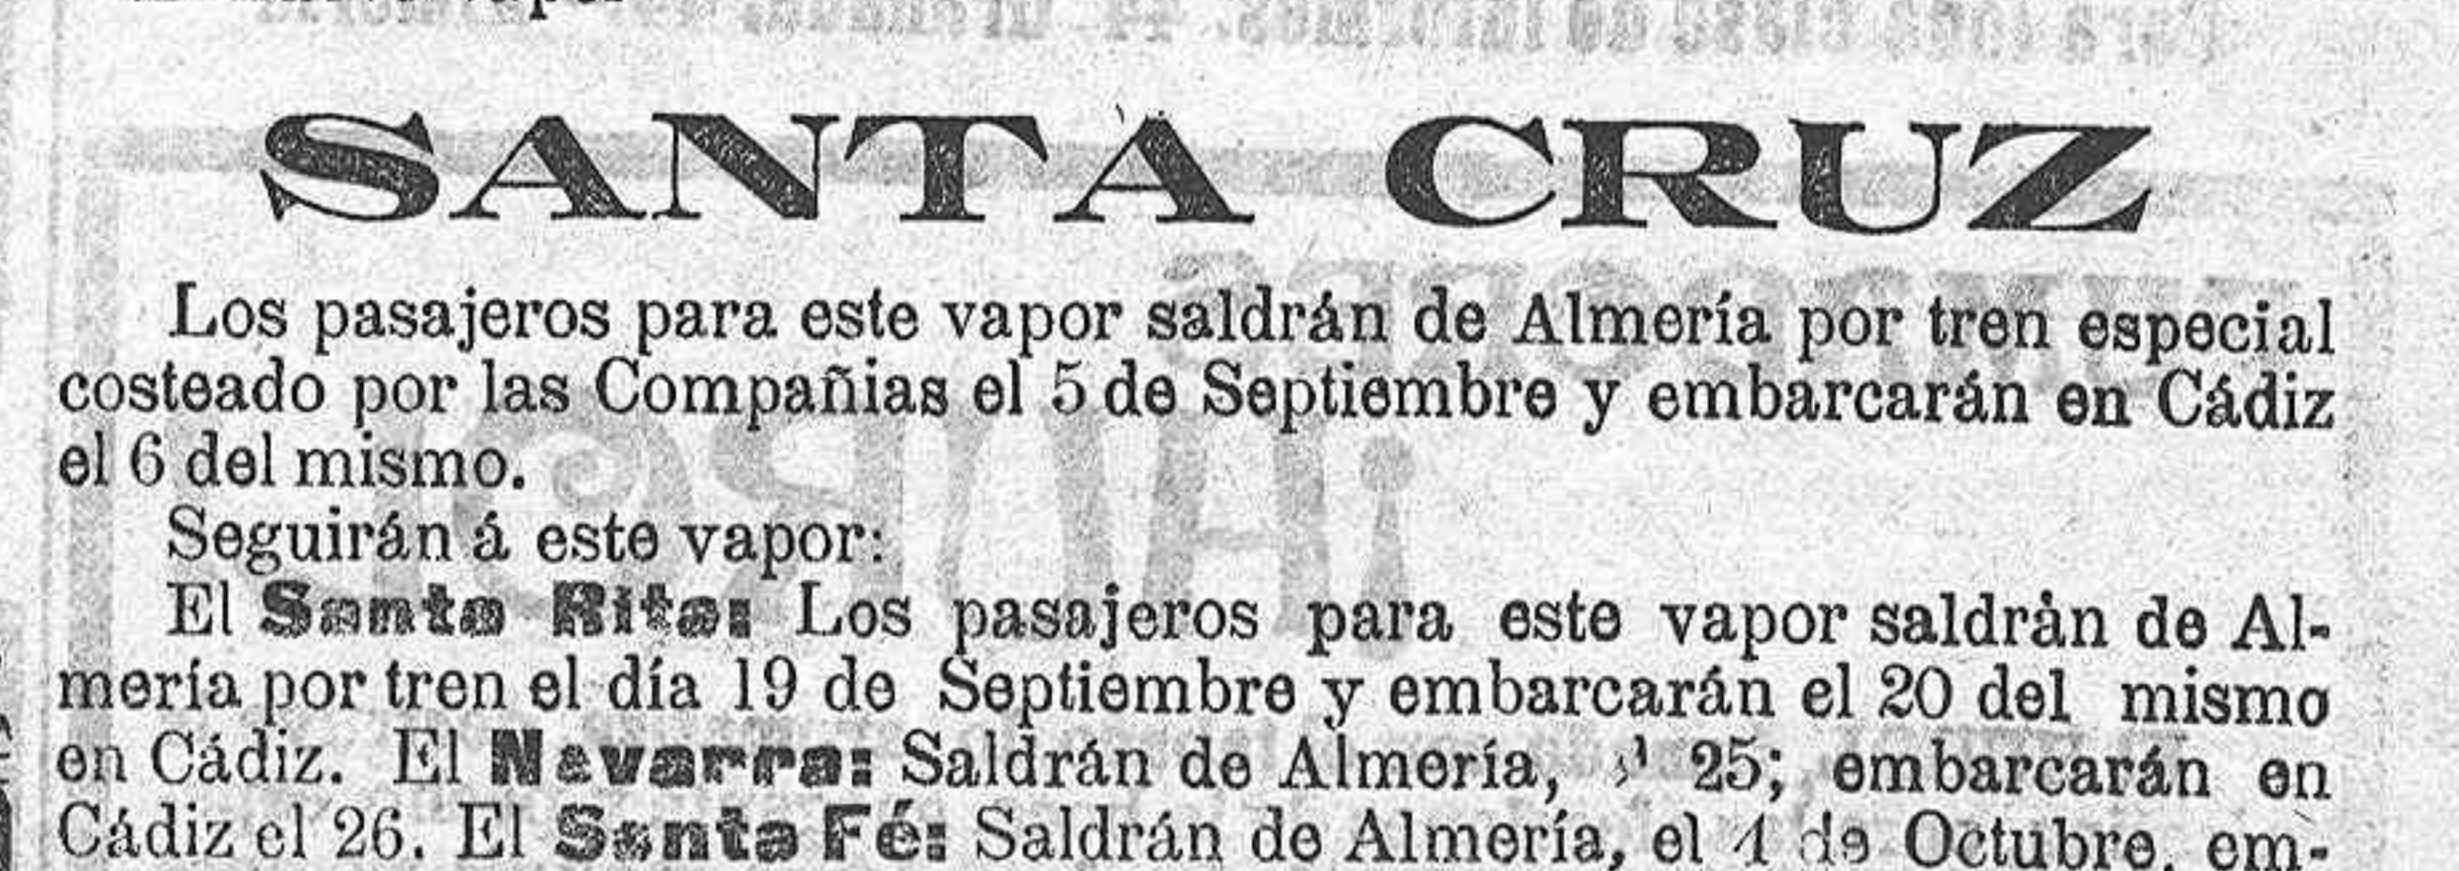 SANTA CRUZ
Los pasajeros para este vapor saldrán de Almería por tren especial
costeado por las Compañias el 5 de Septiembre y embarcarán en Cádiz
el 6 del mismo.
Seguirán á este vapor:
El Santa Rita: Los pasajeros para este vapor saldrán de Al-
mería por tren el día 19 de Septiembre y embarcarán el 20 del mismo
en Cádiz. El Navarra: Saldrán de Almería, 25; embarcarán en
Cádiz el 26. El Santa Fé: Saldrán de Almería, el 4 de Octubre, em-